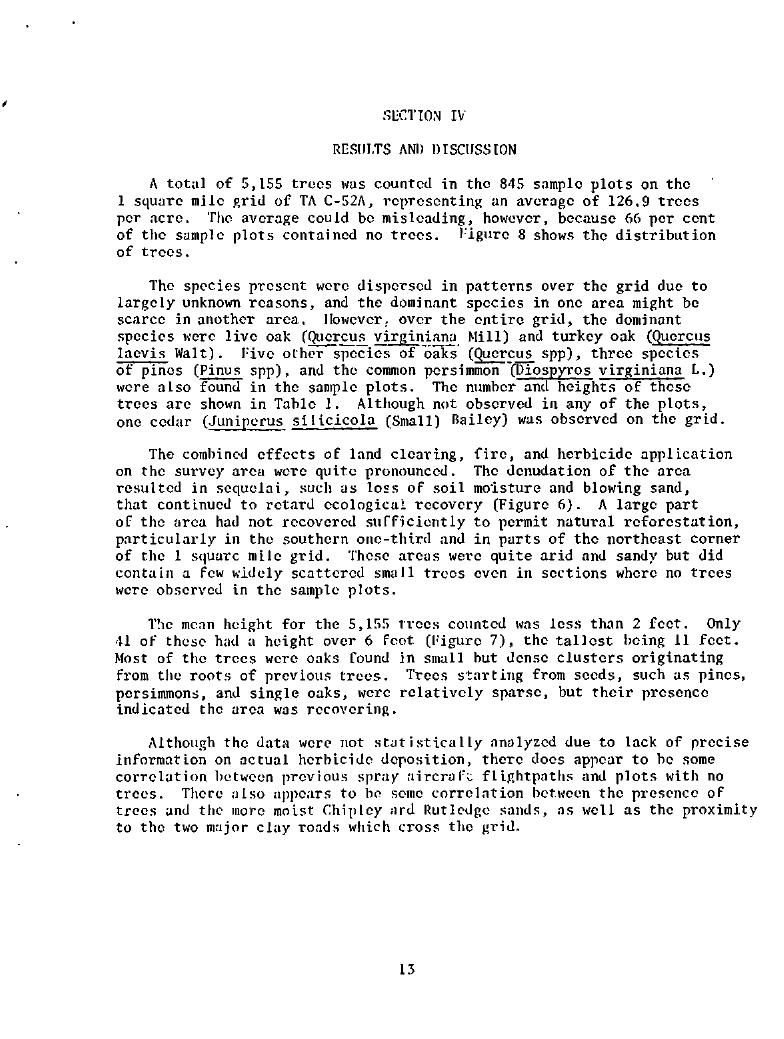 SECTION IV
RESULTS AND DISCUSSION
A total of 5,155 trees was counted in the 845 sample plots on the
1 square mile grid of TA C-52A, representing an average of 126.9 trees
per acre. The average could be misleading, however, because 66 per cent
of the sample plots contained no trees. Figure 8 shows the distribution
of trees.
The species present were dispersed in patterns over the grid due to
largely unknown reasons, and the dominant species in one area might be
scarce in another area. However, over the entire grid, the dominant
species were live oak (Quercus virginiana Mill) and turkey oak (Quercus
laevis Walt). Five other species of oaks (Quercus spp), three species
of pines (Pinus spp), and the common persimmon (Diospyros virginiana L.)
were also found in the sample plots. The number and heights of these
trees are shown in Table 1. Although not observed in any of the plots,
one cedar (Juniperus silicicola (Small) Bailey) was observed on the grid.
The combined effects of land clearing, fire, and herbicide application
on the survey area were quite pronounced. The denudation of the area
resulted in sequelai, such as loss of soil moisture and blowing sand,
that continued to retard ecological recovery (Figure 6). A large part
of the area had not recovered sufficiently to permit natural reforestation,
particularly in the southern one-third and in parts of the northeast corner
of the 1 square mile grid. These areas were quite arid and sandy but did
contain a few widely scattered small trees even in sections where no trees
were observed in the sample plots.
The mean height for the 5,155 trees counted was less than 2 feet. Only
41 of these had a height over 6 feet (Figure 7), the tallest being 11 feet.
Most of the trees were oaks found in small but dense clusters originating
from the roots of previous trees. Trees starting from seeds, such as pines,
persimmons, and single oaks, were relatively sparse, but their presence
indicated the area was recovering.
Although the data were not statistically analyzed due to lack of precise
information on actual herbicide deposition, there does appear to be some
correlation between previous spray aircraft flightpaths and plots with no
trees. There also appears to be some correlation between the presence of
trees and the more moist Chipley and Rutledge sands, as well as the proximity
to the two major clay roads which cross the grid.
13